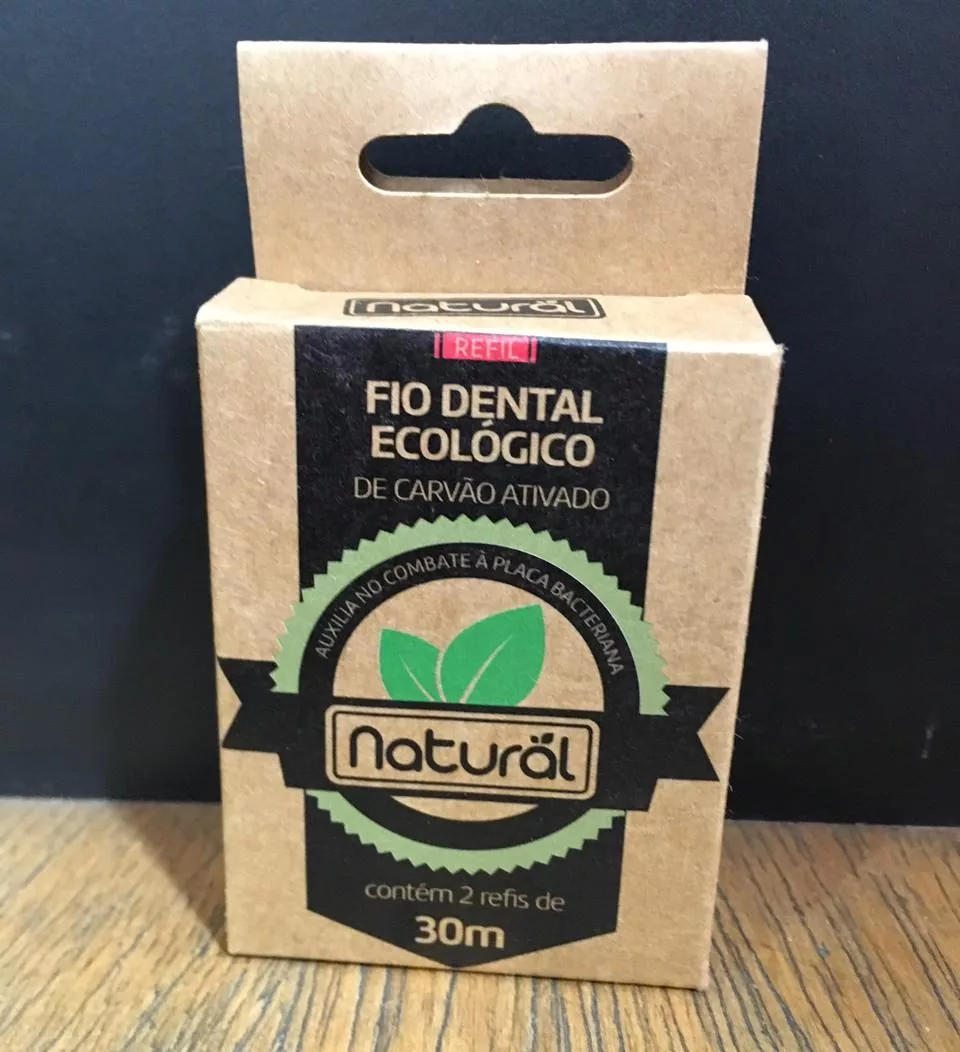 naturäl
REFIL
FIO DENTAL
ECOLÓGICO
DE CARVÃO ATIVADO
AUXILIA NO COMBATE À PLACA BACTERIANA
naturäl
contém 2 refis de
30m